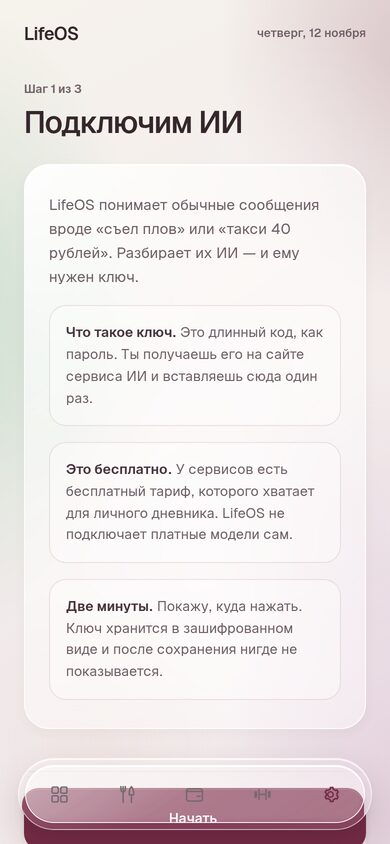 LifeOS
четверг, 12 ноября
Шаг 1 из 3
Подключим ИИ
LifeOS понимает обычные сообщения
вроде «съел плов» или «такси 40
рублей». Разбирает их ИИ — и ему
нужен ключ.
Что такое ключ. Это длинный код, как
пароль. Ты получаешь его на сайте
сервиса ИИ и вставляешь сюда один
раз.
Это бесплатно. У сервисов есть
бесплатный тариф, которого хватает
для личного дневника. LifeOS не
подключает платные модели сам.
Две минуты. Покажу, куда нажать.
Ключ хранится в зашифрованном
виде и после сохранения нигде не
показывается.
Начать